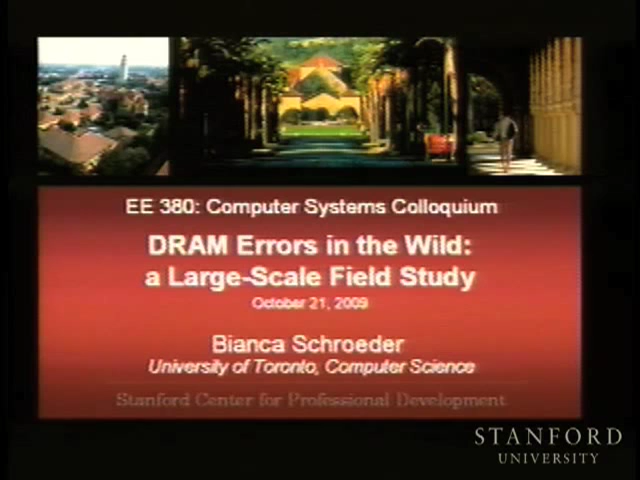 EE 380: Computer Systems Colloquium
DRAM Errors in the Wild:
a Large-Scale Field Study
October 21, 2009
Bianca Schroeder
University of Toronto, Computer Science
Stanford Center for Professional Development
STANFORD
UNIVERSITY